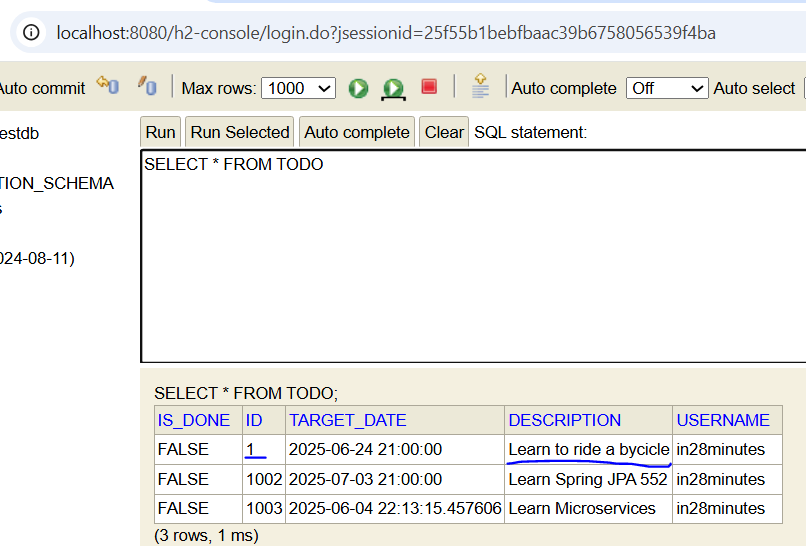 localhost:8080/h2-console/login.do?jsessionid=25f55b1bebfbaac39b6758056539f4ba
Auto commit Max rows: 1000 Auto complete Off Auto select
estdb
TION_SCHEMA
s
024-08-11)
Run Run Selected Auto complete Clear SQL statement:
SELECT * FROM TODO
SELECT * FROM TODO;
IS_DONE ID TARGET_DATE DESCRIPTION USERNAME
FALSE 1 2025-06-24 21:00:00 Learn to ride a bycicle in28minutes
FALSE 1002 2025-07-03 21:00:00 Learn Spring JPA 552 in28minutes
FALSE 1003 2025-06-04 22:13:15.457606 Learn Microservices in28minutes
(3 rows, 1 ms)